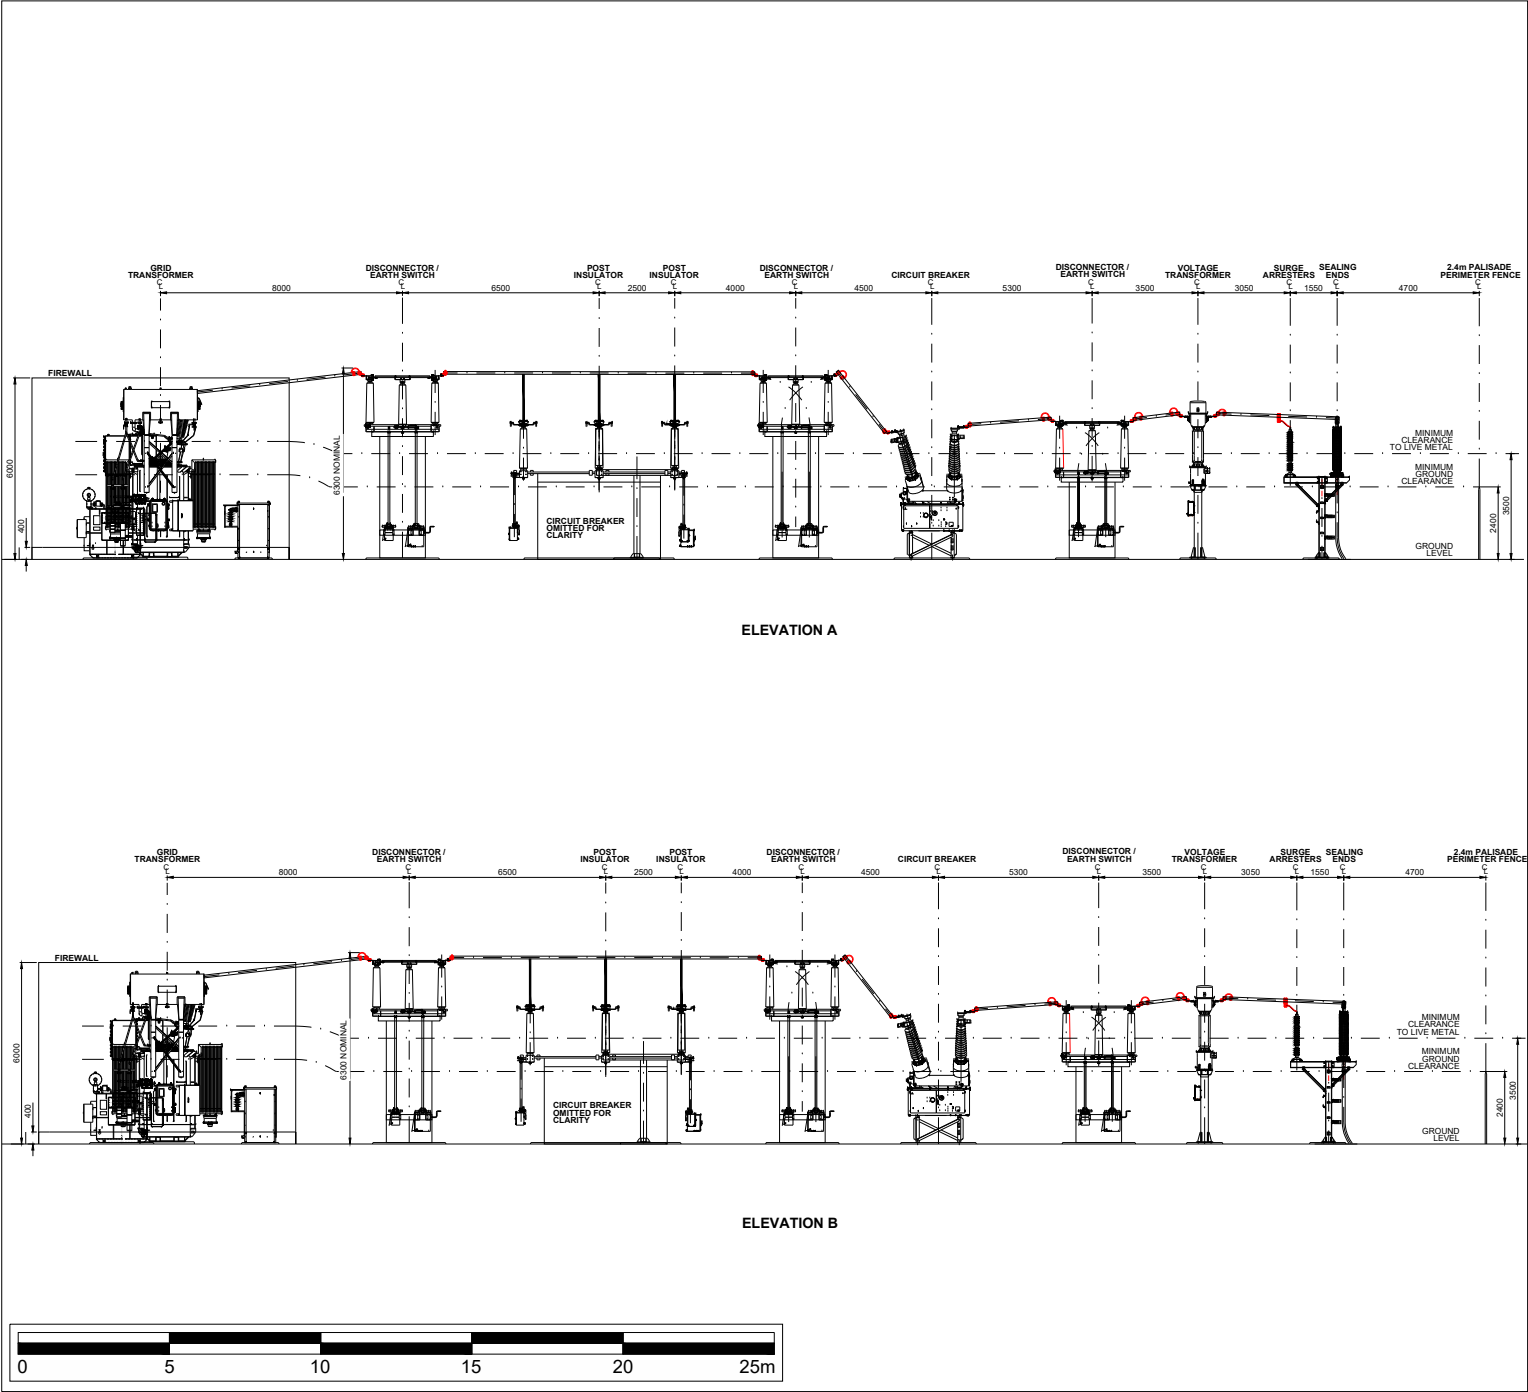 GRID
TRANSFORMER
DISCONNECTOR /
EARTH SWITCH
POST
INSULATOR
POST
INSULATOR
DISCONNECTOR /
EARTH SWITCH
CIRCUIT BREAKER
DISCONNECTOR /
EARTH SWITCH
VOLTAGE
TRANSFORMER
SURGE
ARRESTERS
SEALING
ENDS
2.4m PALISADE
PERIMETER FENCE
8000
6500
2500
4000
4500
5300
3500
3050
1550
4700
FIREWALL
6000
400
6300 NOMINAL
CIRCUIT BREAKER
OMITTED FOR
CLARITY
MINIMUM
CLEARANCE
TO LIVE METAL
MINIMUM
GROUND
CLEARANCE
GROUND
LEVEL
2400
3500
ELEVATION A
GRID
TRANSFORMER
DISCONNECTOR /
EARTH SWITCH
POST
INSULATOR
POST
INSULATOR
DISCONNECTOR /
EARTH SWITCH
CIRCUIT BREAKER
DISCONNECTOR /
EARTH SWITCH
VOLTAGE
TRANSFORMER
SURGE
ARRESTERS
SEALING
ENDS
2.4m PALISADE
PERIMETER FENCE
8000
6500
2500
4000
4500
5300
3500
3050
1550
4700
FIREWALL
6000
400
6300 NOMINAL
CIRCUIT BREAKER
OMITTED FOR
CLARITY
MINIMUM
CLEARANCE
TO LIVE METAL
MINIMUM
GROUND
CLEARANCE
GROUND
LEVEL
2400
3500
ELEVATION B
0 5 10 15 20 25m